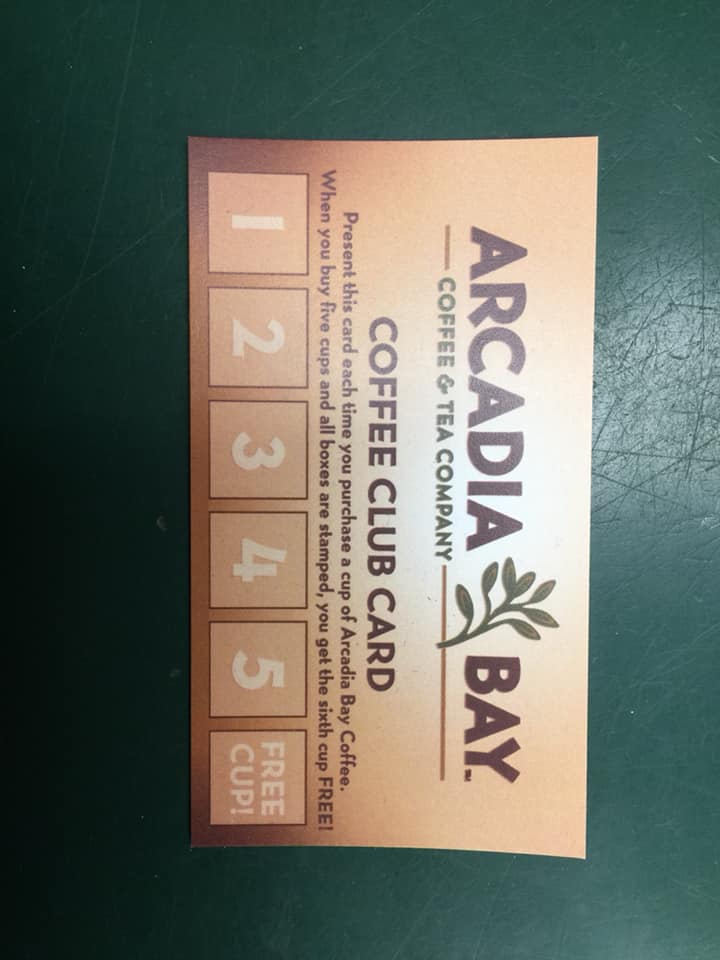 ARCADIA BAY™
COFFEE & TEA COMPANY
COFFEE CLUB CARD
Present this card each time you purchase a cup of Arcadia Bay Coffee.
When you buy five cups and all boxes are stamped, you get the sixth cup FREE!
1 2 3 4 5 FREE CUP!